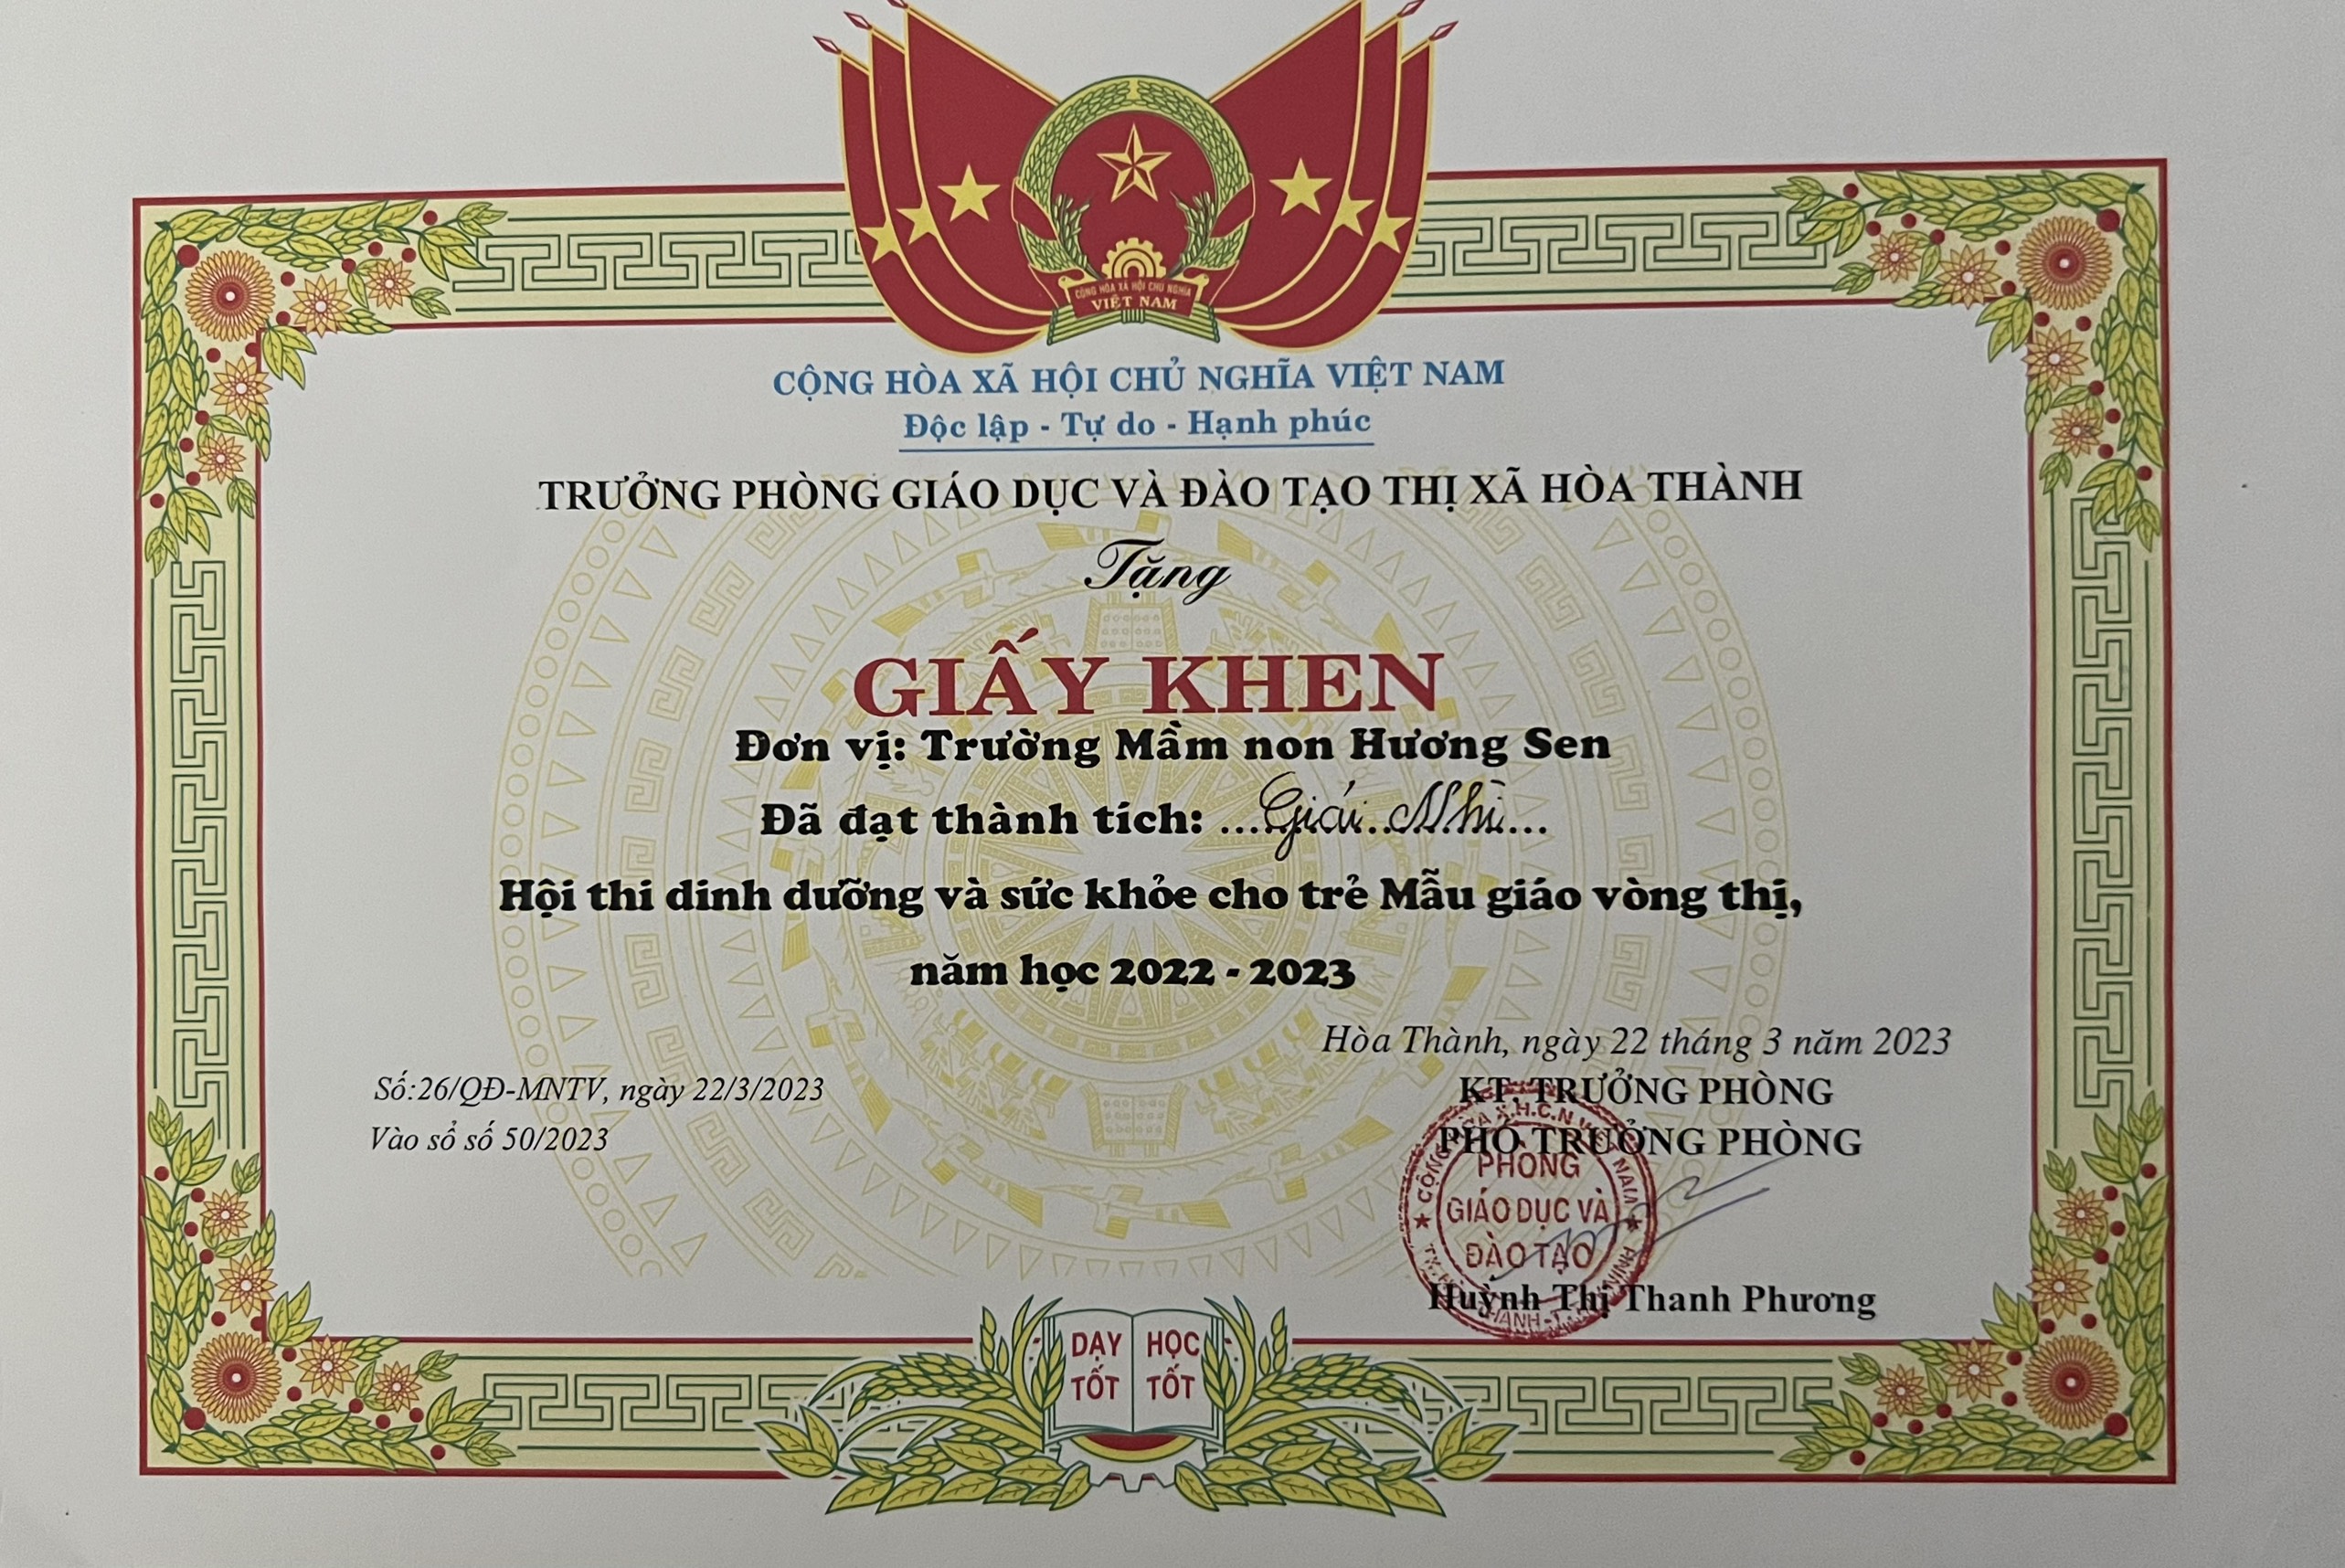 CỘNG HÒA XÃ HỘI CHỦ NGHĨA
VIỆT NAM
CỘNG HÒA XÃ HỘI CHỦ NGHĨA VIỆT NAM
Độc lập - Tự do - Hạnh phúc
TRƯỞNG PHÒNG GIÁO DỤC VÀ ĐÀO TẠO THỊ XÃ HÒA THÀNH
Tặng
GIẤY KHEN
Đơn vị: Trường Mầm non Hương Sen
Đã đạt thành tích: ....Giải..Nhì...
Hội thi dinh dưỡng và sức khỏe cho trẻ Mẫu giáo vòng thị,
năm học 2022 - 2023
Hòa Thành, ngày 22 tháng 3 năm 2023
Số:26/QĐ-MNTV, ngày 22/3/2023
Vào sổ số 50/2023
KT. TRƯỞNG PHÒNG
PHÓ TRƯỞNG PHÒNG
PHÒNG
GIÁO DỤC VÀ
ĐÀO TẠO
Huỳnh Thị Thanh Phương
DẠY TỐT
HỌC TỐT